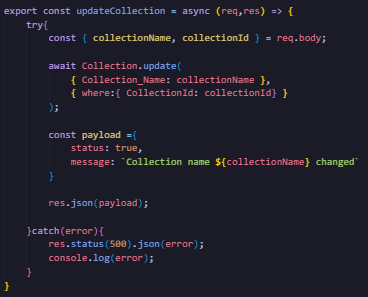 export const updateCollection = async (req,res) => {
try{
const { collectionName, collectionId } = req.body;
await Collection.update(
{ Collection_Name: collectionName },
{ where:{ CollectionId: collectionId} }
);
const payload ={
status: true,
message: `Collection name ${collectionName} changed`
}
res.json(payload);
}catch(error){
res.status(500).json(error);
console.log(error);
}
}